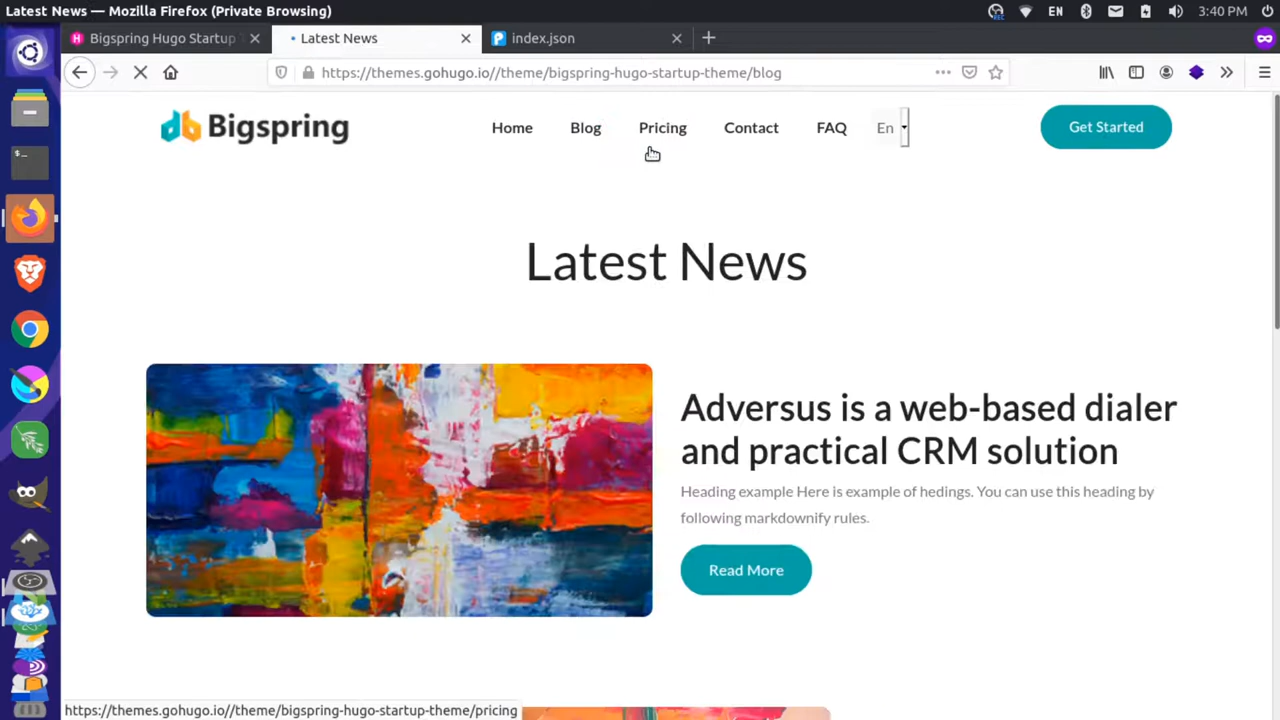 Latest News — Mozilla Firefox (Private Browsing)
REC
EN
3:40 PM
Bigspring Hugo Startup
Latest News
index.json
https://themes.gohugo.io//theme/bigspring-hugo-startup-theme/blog
Bigspring
Home
Blog
Pricing
Contact
FAQ
En
Get Started
Latest News
Adversus is a web-based dialer
and practical CRM solution
Heading example Here is example of hedings. You can use this heading by
following markdownify rules.
Read More
https://themes.gohugo.io//theme/bigspring-hugo-startup-theme/pricing